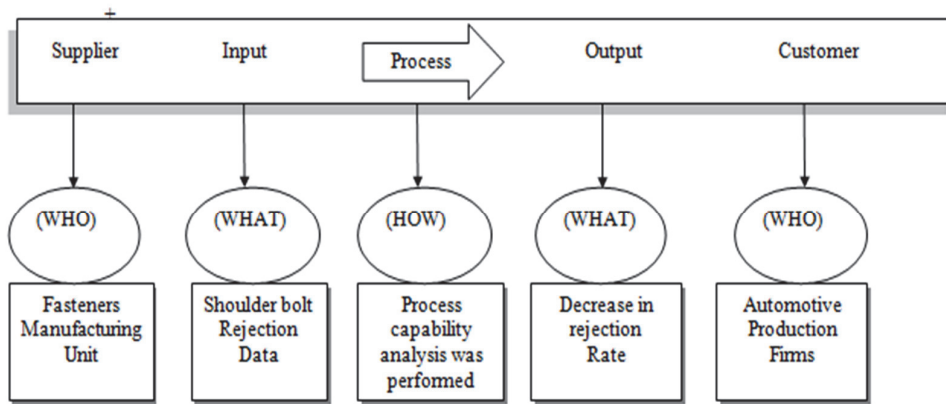 Supplier Input Process Output Customer
(WHO) (WHAT) (HOW) (WHAT) (WHO)
Fasteners
Manufacturing
Unit
Shoulder bolt
Rejection
Data
Process
capability
analysis was
performed
Decrease in
rejection
Rate
Automotive
Production
Firms